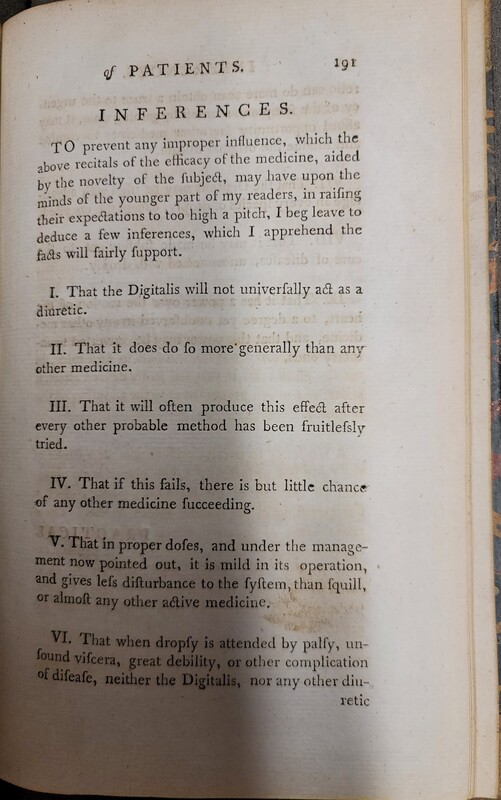 of PATIENTS. 191
INFERENCES.
TO prevent any improper influence, which the
above recitals of the efficacy of the medicine, aided
by the novelty of the ſubject, may have upon the
minds of the younger part of my readers, in raiſing
their expectations to too high a pitch, I beg leave to
deduce a few inferences, which I apprehend the
facts will fairly ſupport.
I. That the Digitalis will not univerſally act as a
diuretic.
II. That it does do ſo more generally than any
other medicine.
III. That it will often produce this effect after
every other probable method has been fruitleſsly
tried.
IV. That if this fails, there is but little chance
of any other medicine ſucceeding.
V. That in proper doſes, and under the manage-
ment now pointed out, it is mild in its operation,
and gives leſs diſturbance to the ſyſtem, than ſquill,
or almoſt any other active medicine.
VI. That when dropſy is attended by palſy, un-
ſound viſcera, great debility, or other complication
of diſeaſe, neither the Digitalis, nor any other diu-
retic